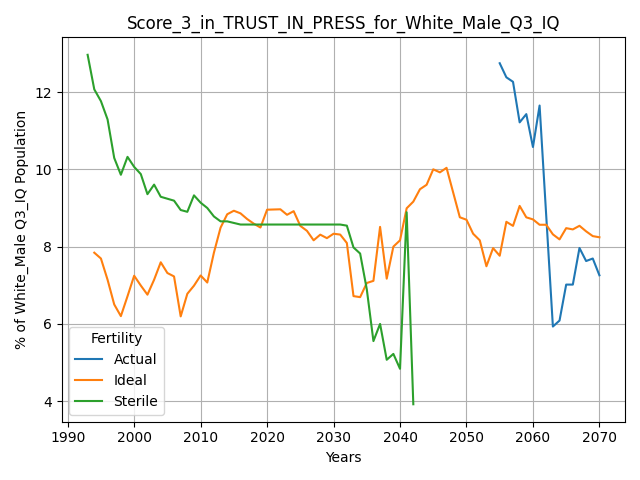 Score_3_in_TRUST_IN_PRESS_for_White_Male_Q3_IQ
% of White_Male Q3_IQ Population
12
10
8
6
4
Fertility
Actual
Ideal
Sterile
1990 2000 2010 2020 2030 2040 2050 2060 2070
Years